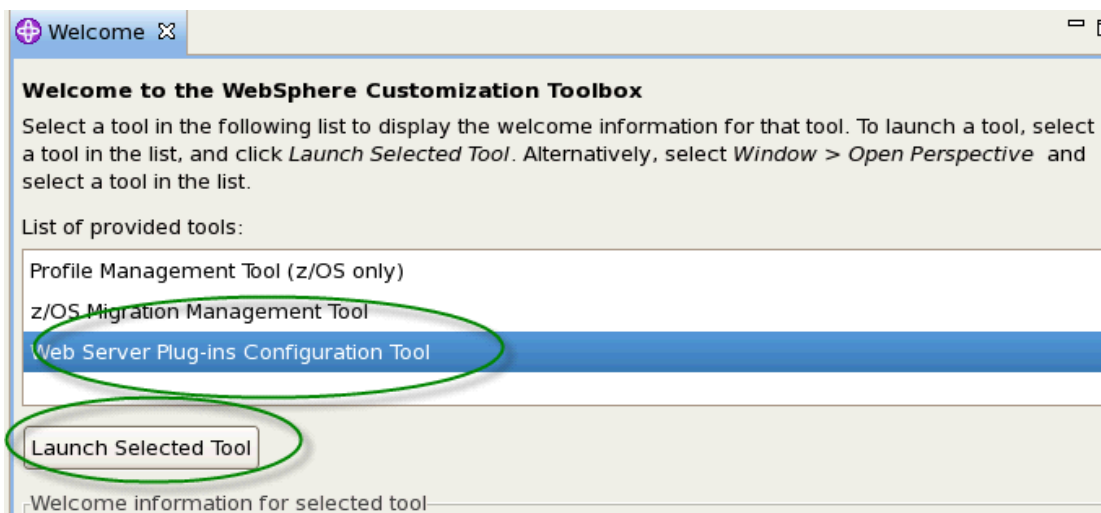 Welcome
Welcome to the WebSphere Customization Toolbox
Select a tool in the following list to display the welcome information for that tool. To launch a tool, select
a tool in the list, and click Launch Selected Tool. Alternatively, select Window > Open Perspective and
select a tool in the list.
List of provided tools:
Profile Management Tool (z/OS only)
z/OS Migration Management Tool
Web Server Plug-ins Configuration Tool
Launch Selected Tool
Welcome information for selected tool